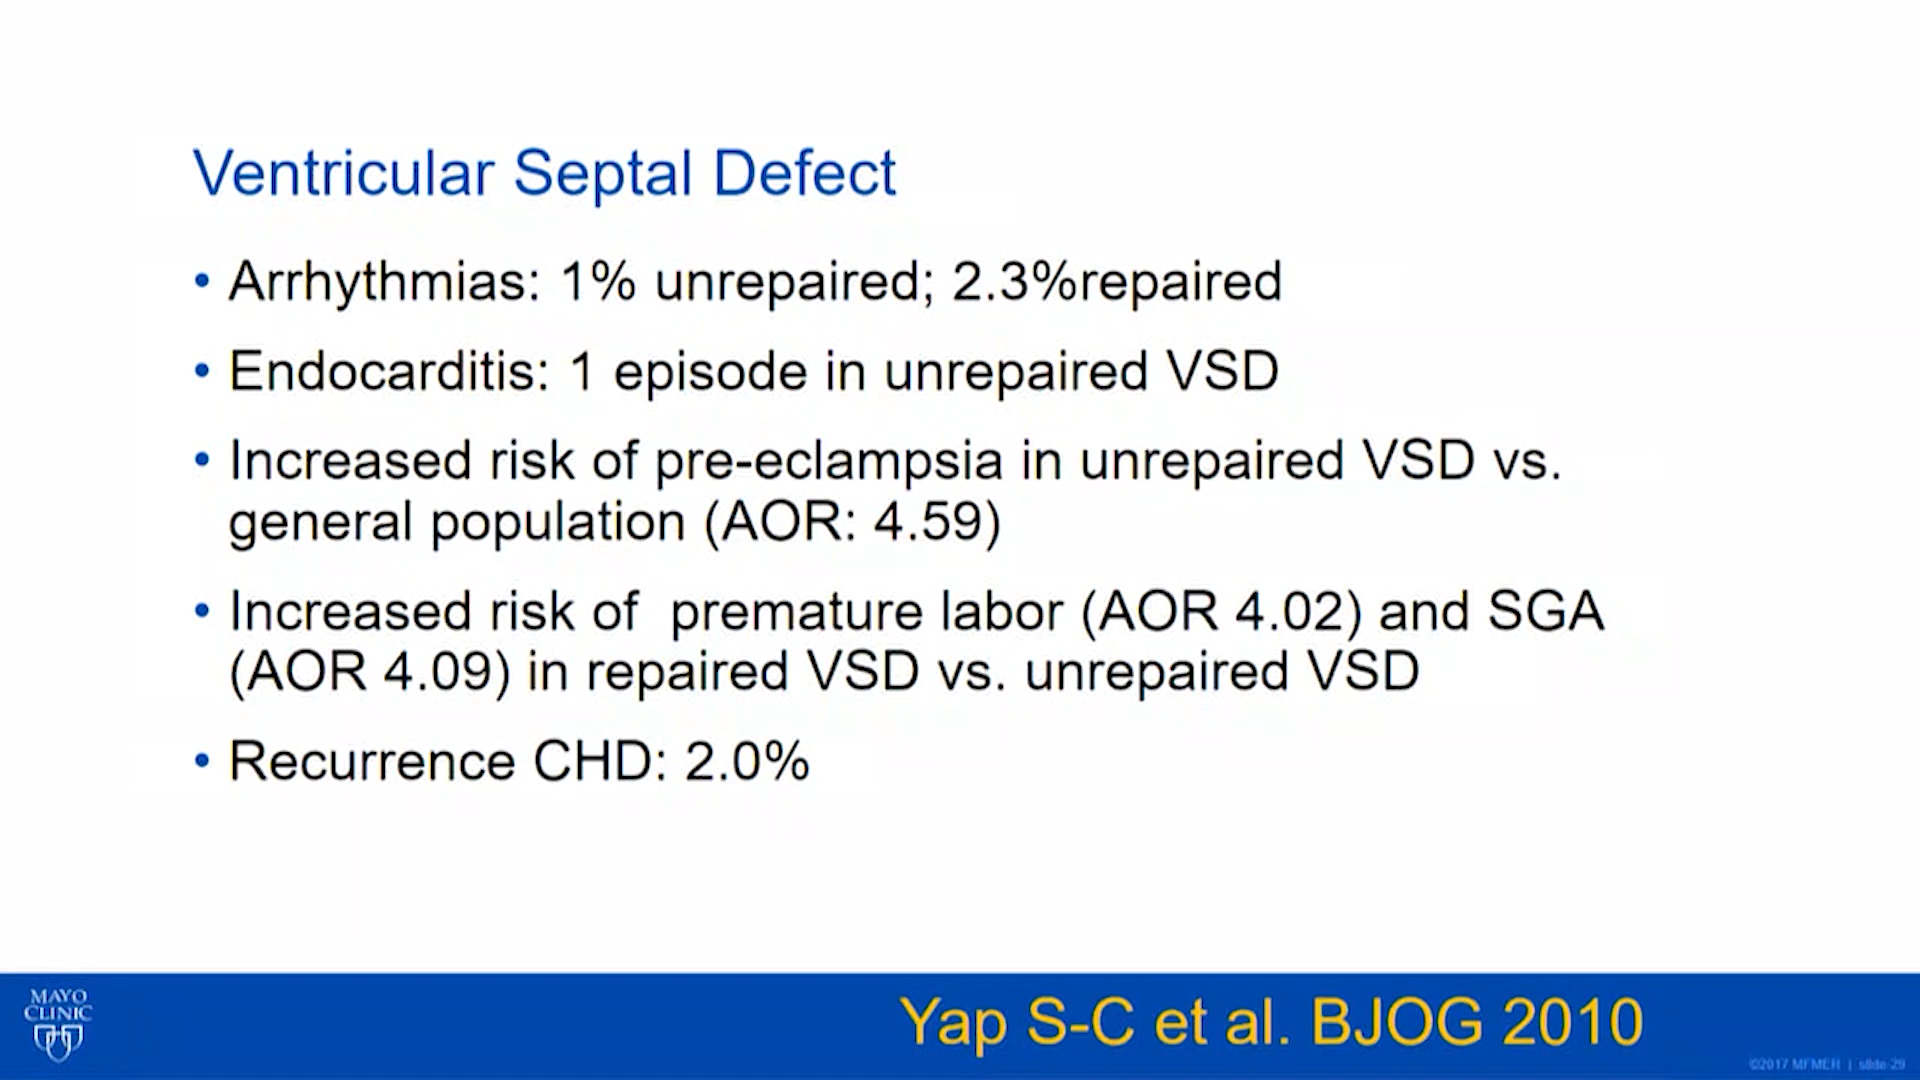 Ventricular Septal Defect
• Arrhythmias: 1% unrepaired; 2.3%repaired
• Endocarditis: 1 episode in unrepaired VSD
• Increased risk of pre-eclampsia in unrepaired VSD vs.
general population (AOR: 4.59)
• Increased risk of  premature labor (AOR 4.02) and SGA
(AOR 4.09) in repaired VSD vs. unrepaired VSD
• Recurrence CHD: 2.0%
MAYO
CLINIC
Yap S-C et al. BJOG 2010
©2017 MFMER | slide-29